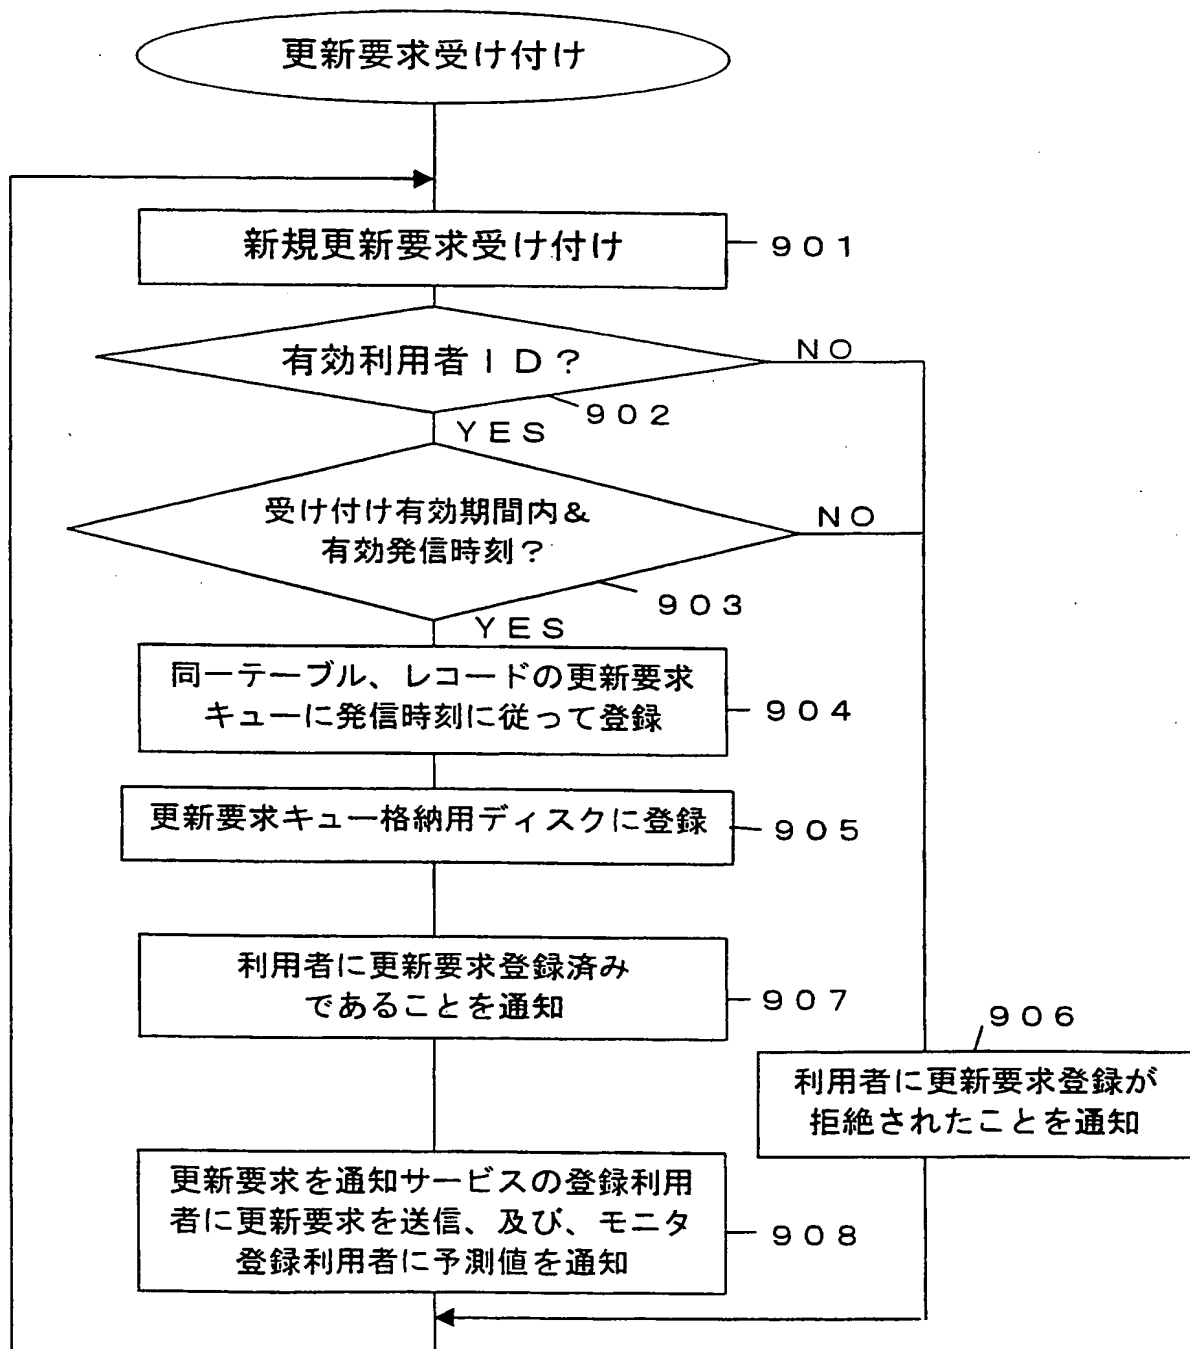 更新要求受け付け
新規更新要求受け付け
901
有効利用者ID?
NO
902
YES
受け付け有効期間内&
有効発信時刻?
NO
903
YES
同一テーブル、レコードの更新要求
キューに発信時刻に従って登録
904
更新要求キュー格納用ディスクに登録
905
利用者に更新要求登録済み
であることを通知
907
906
利用者に更新要求登録が
拒絶されたことを通知
更新要求を通知サービスの登録利用
者に更新要求を送信、及び、モニタ
登録利用者に予測値を通知
908